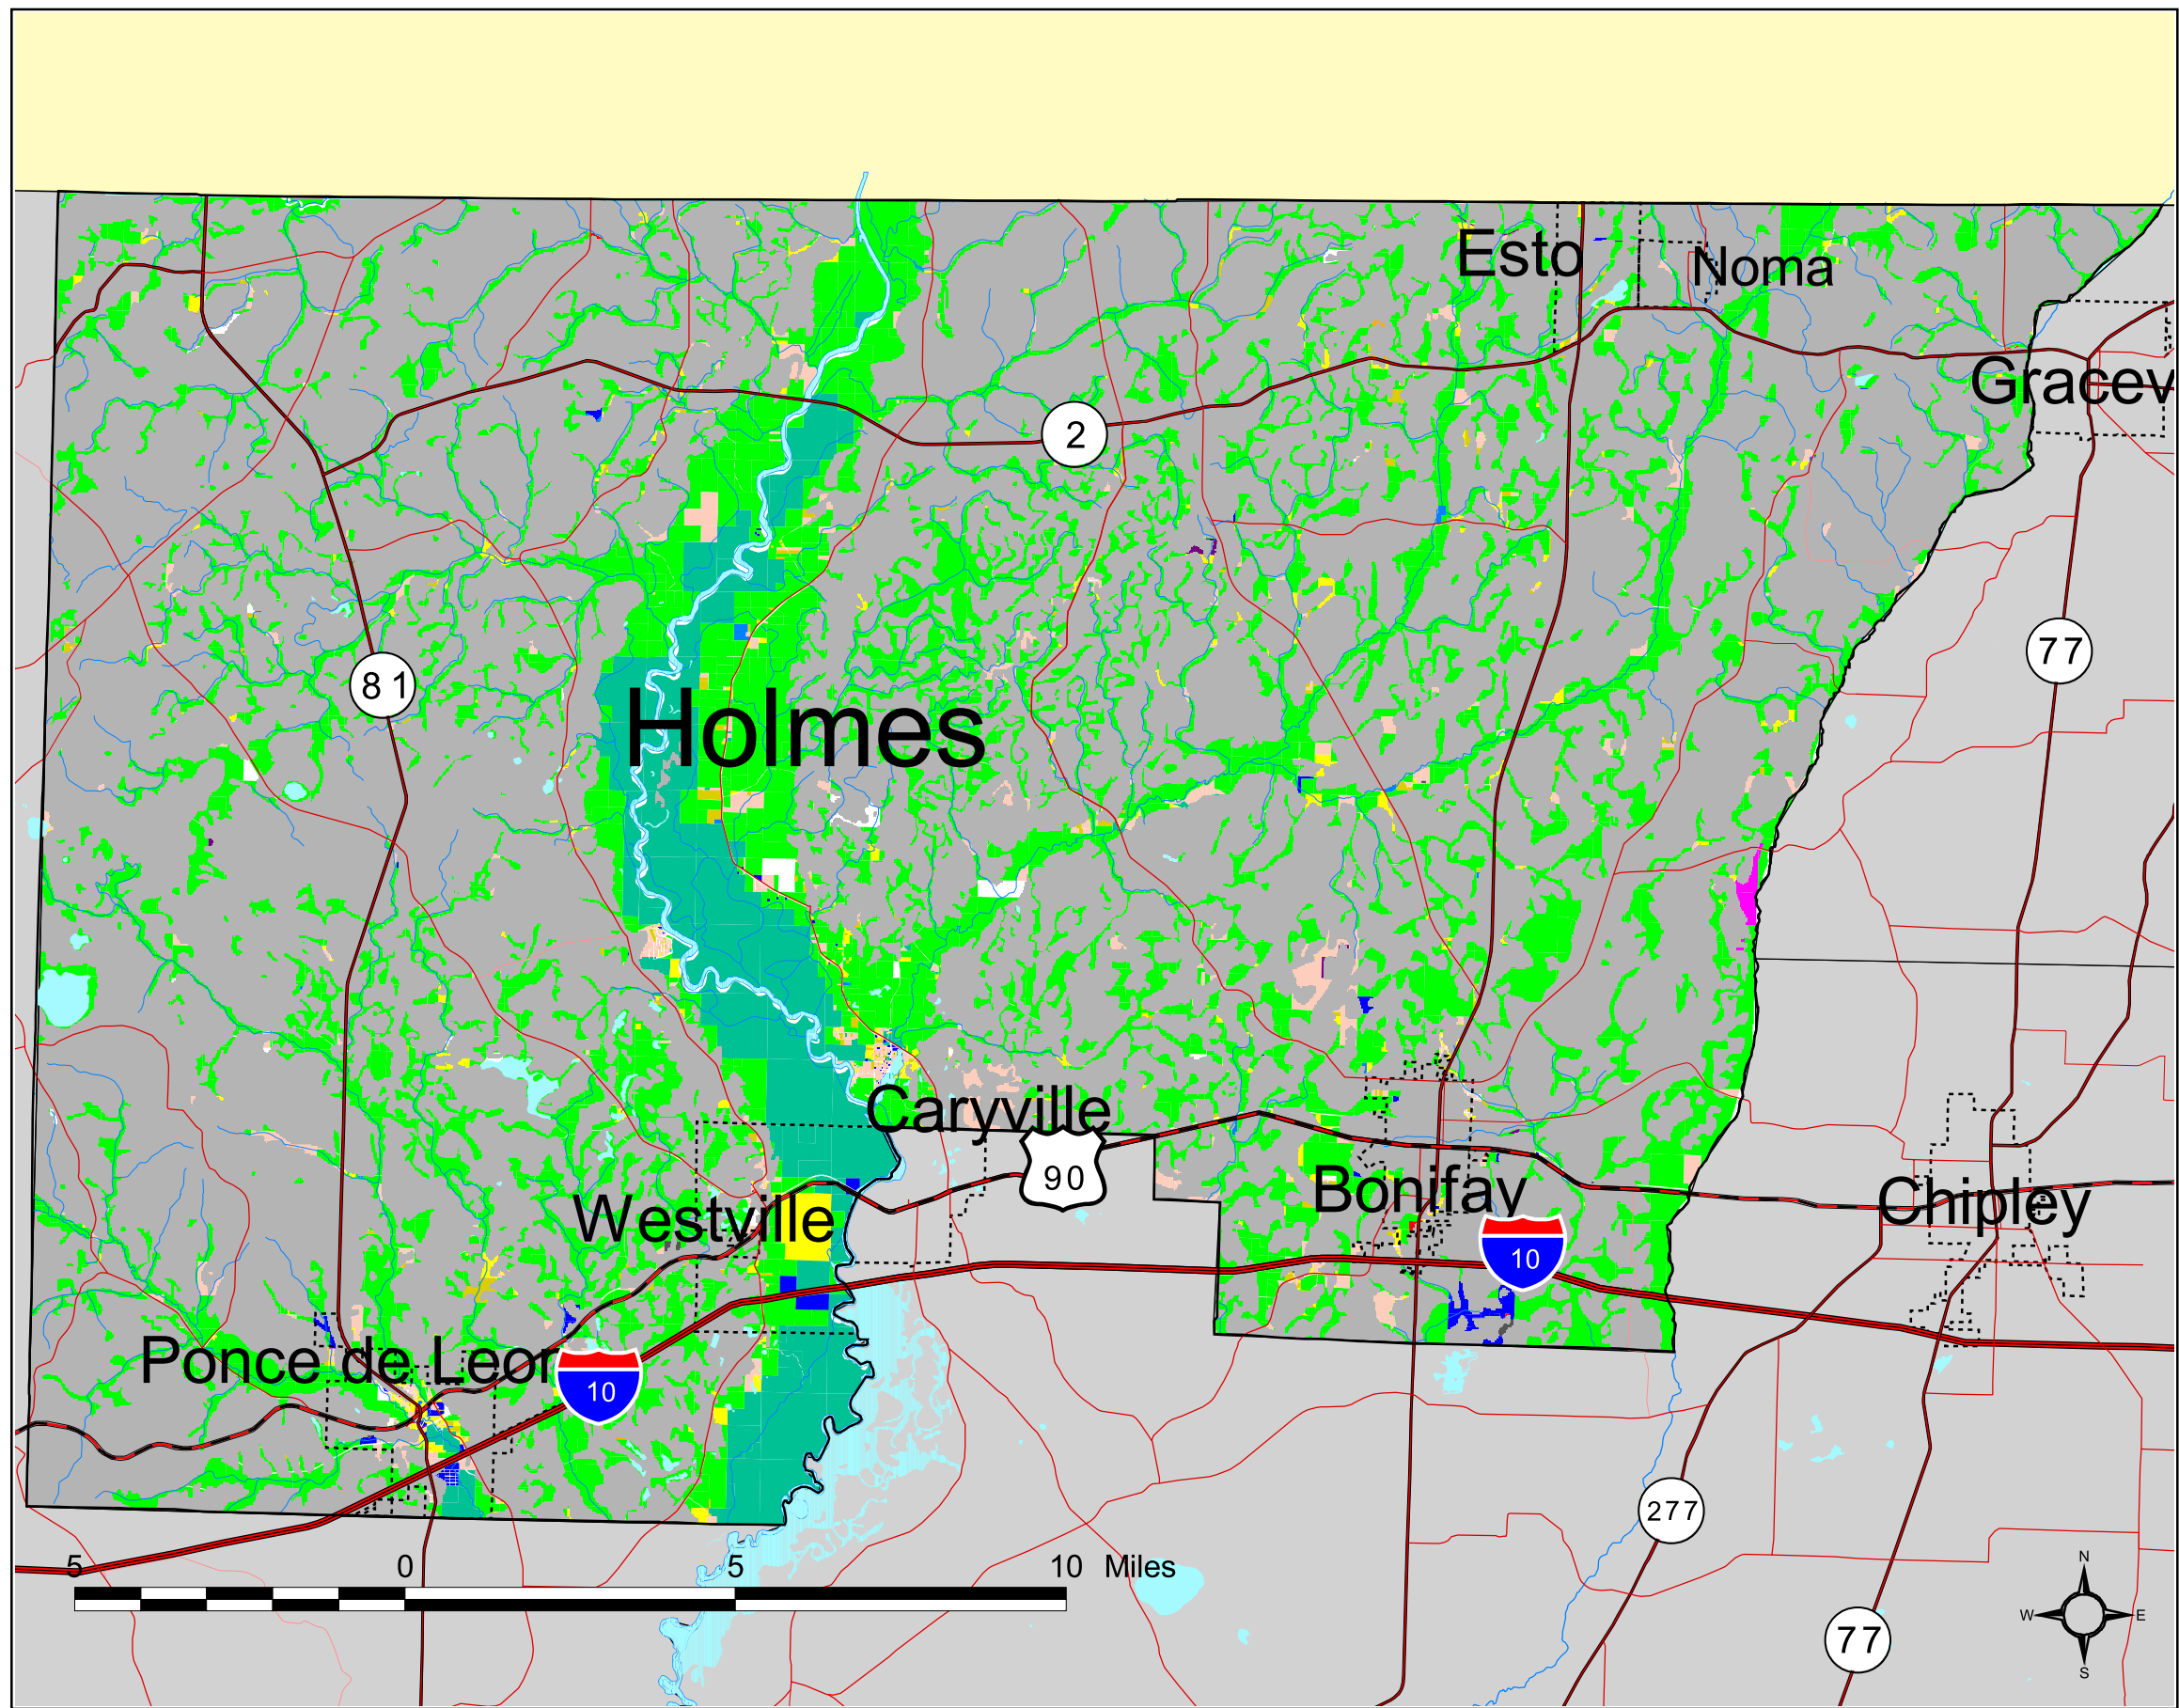 Esto
Noma
Gracev
2
77
81
Holmes
Caryville
90
Bonifay
Chipley
Westville
10
Ponce de Leon
10
277
5 0 5 10 Miles
N
W E
S
77